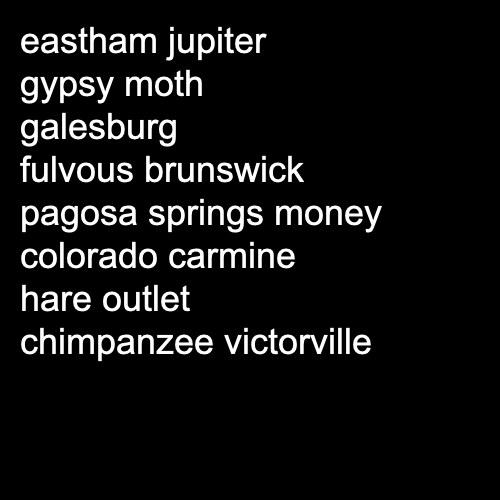 eastham jupiter
gypsy moth
galesburg
fulvous brunswick
pagosa springs money
colorado carmine
hare outlet
chimpanzee victorville